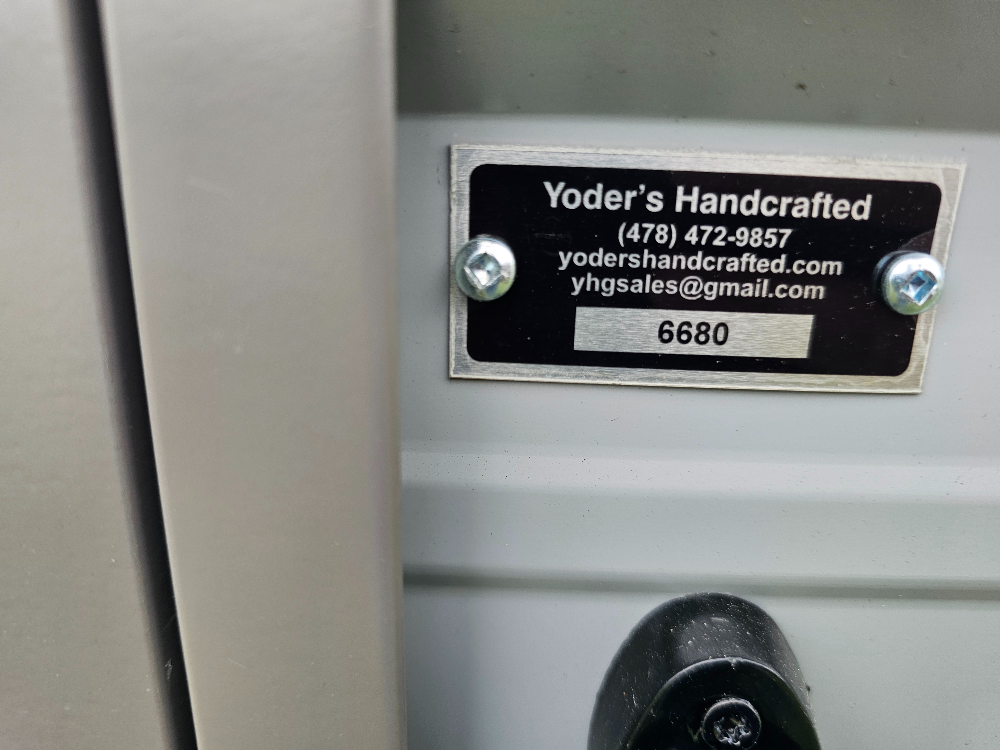 Yoder's Handcrafted
(478) 472-9857
yodershandcrafted.com
yhgsales@gmail.com
6680